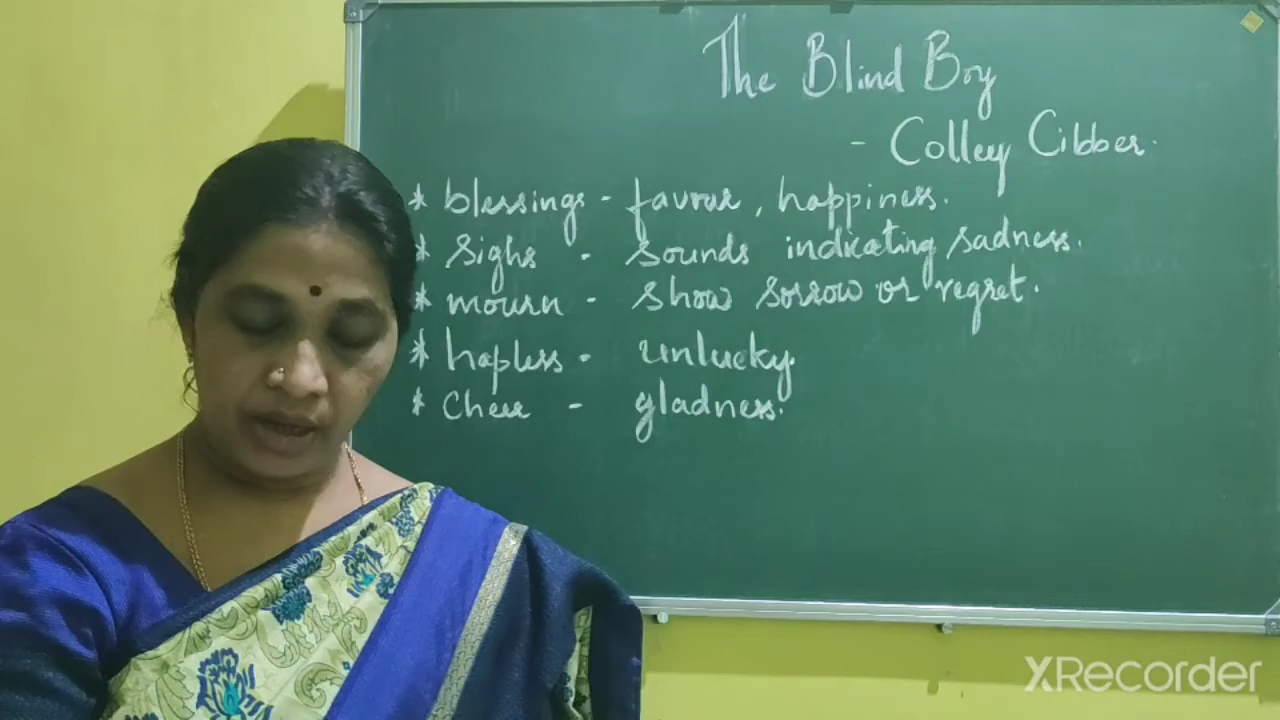 The Blind Boy
- Colley Cibber.
* blessings - favour, happiness.
* Sighs - sounds indicating sadness.
* mourn - show sorrow or regret.
* hapless - unlucky.
* Cheer - gladness.
XRecorder